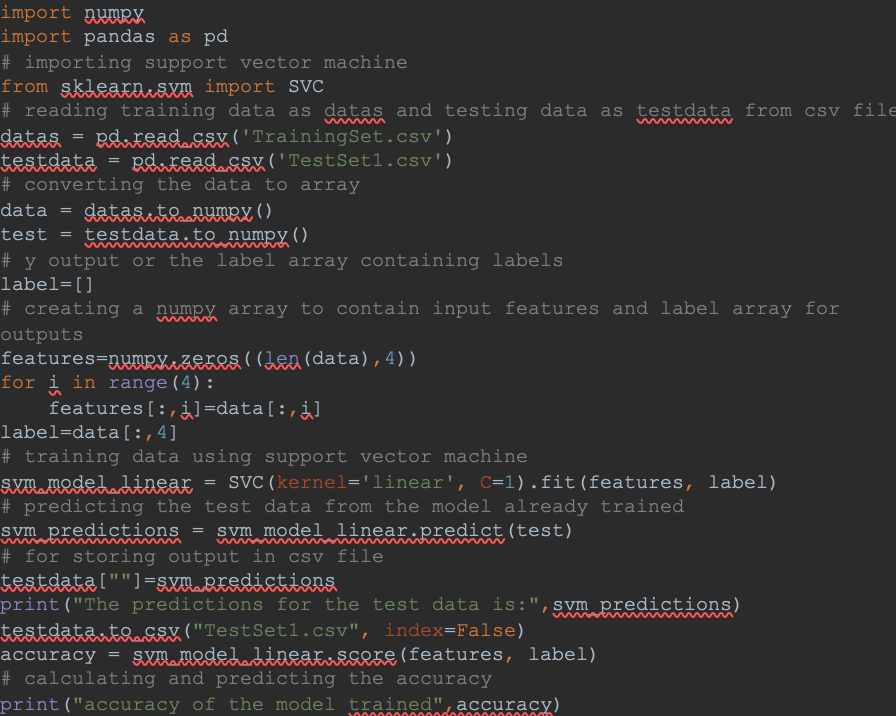 import numpy
import pandas as pd
# importing support vector machine
from sklearn.svm import SVC
# reading training data as datas and testing data as testdata from csv file
datas = pd.read_csv('TrainingSet.csv')
testdata = pd.read_csv('TestSet1.csv')
# converting the data to array
data = datas.to_numpy()
test = testdata.to_numpy()
# y output or the label array containing labels
label=[]
# creating a numpy array to contain input features and label array for
outputs
features=numpy.zeros((len(data),4))
for i in range(4):
    features[:,i]=data[:,i]
label=data[:,4]
# training data using support vector machine
svm_model_linear = SVC(kernel='linear', C=1).fit(features, label)
# predicting the test data from the model already trained
svm_predictions = svm_model_linear.predict(test)
# for storing output in csv file
testdata[""]=svm_predictions
print("The predictions for the test data is:",svm_predictions)
testdata.to_csv("TestSet1.csv", index=False)
accuracy = svm_model_linear.score(features, label)
# calculating and predicting the accuracy
print("accuracy of the model trained",accuracy)